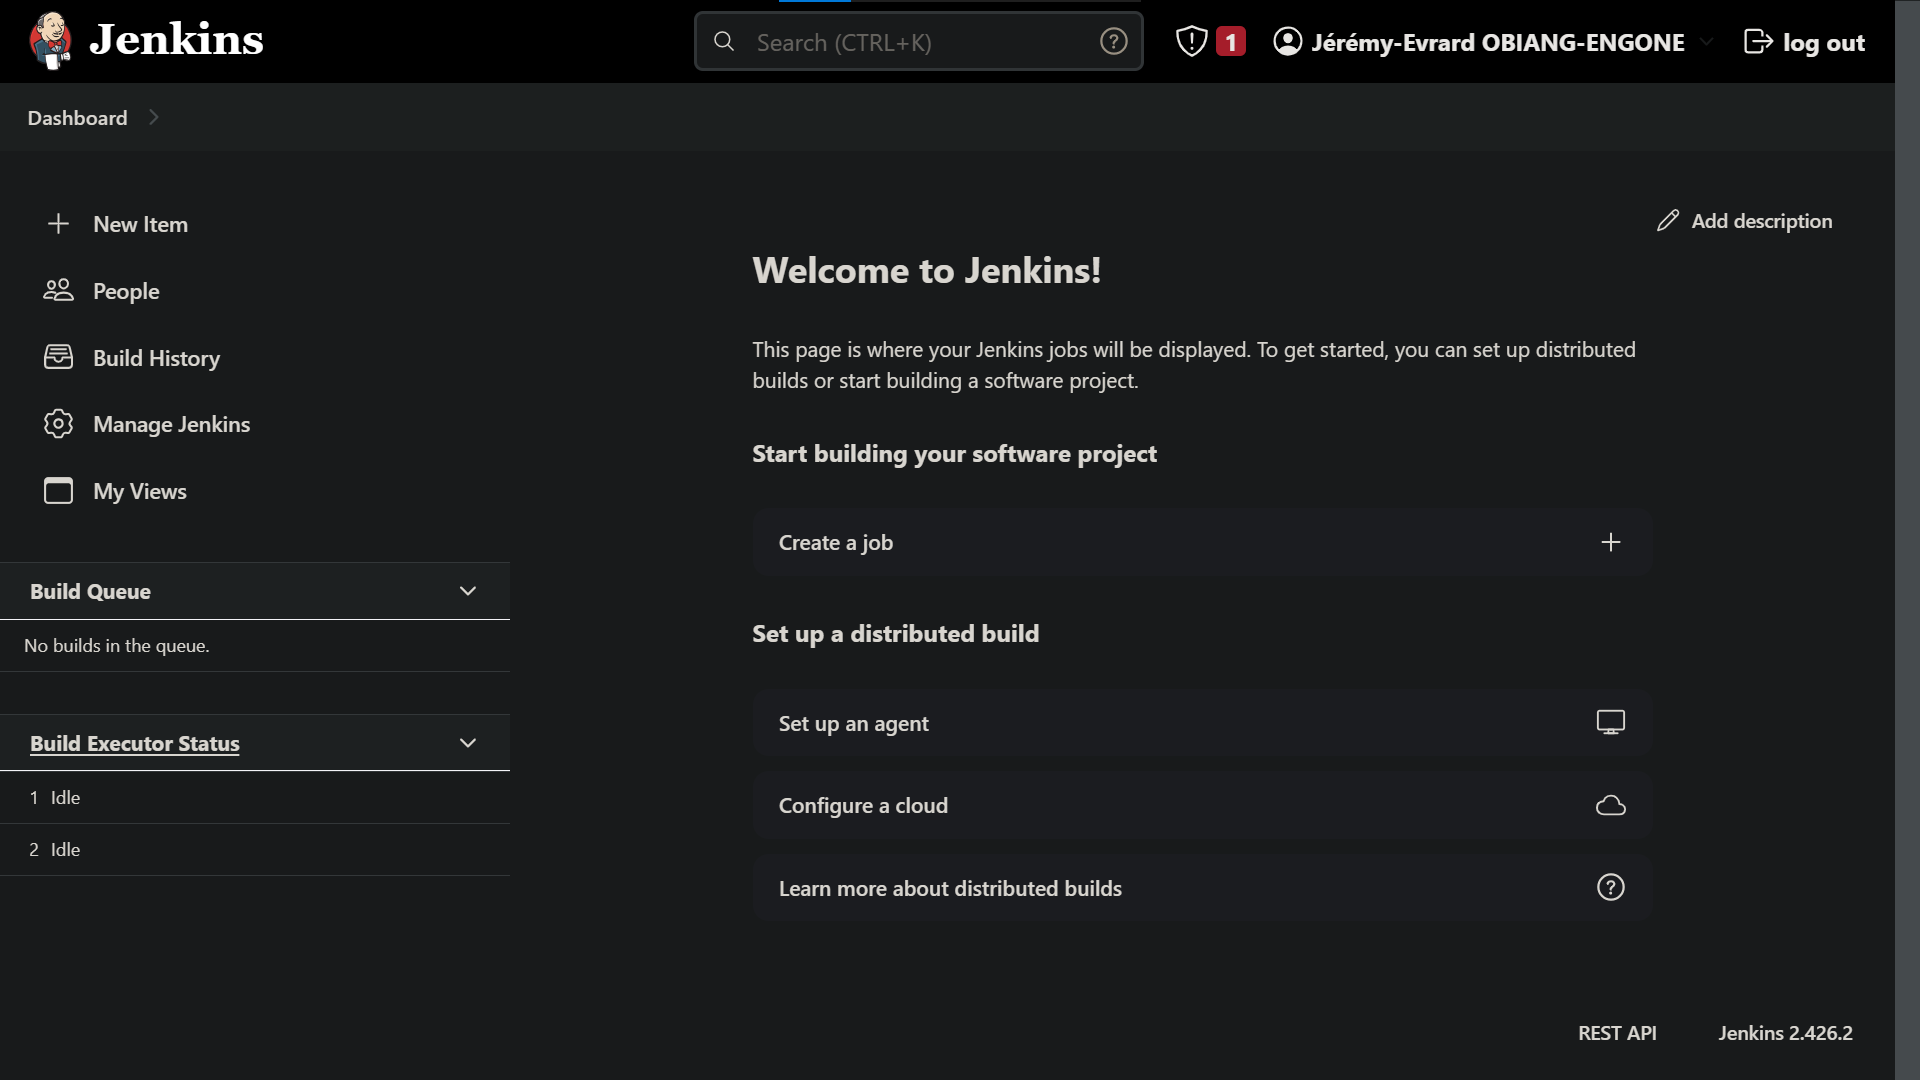 Jenkins
Search (CTRL+K)
1
Jérémy-Evrard OBIANG-ENGONE
log out
Dashboard
New Item
People
Build History
Manage Jenkins
My Views
Build Queue
No builds in the queue.
Build Executor Status
1 Idle
2 Idle
Add description
Welcome to Jenkins!
This page is where your Jenkins jobs will be displayed. To get started, you can set up distributed
builds or start building a software project.
Start building your software project
Create a job
Set up a distributed build
Set up an agent
Configure a cloud
Learn more about distributed builds
REST API
Jenkins 2.426.2